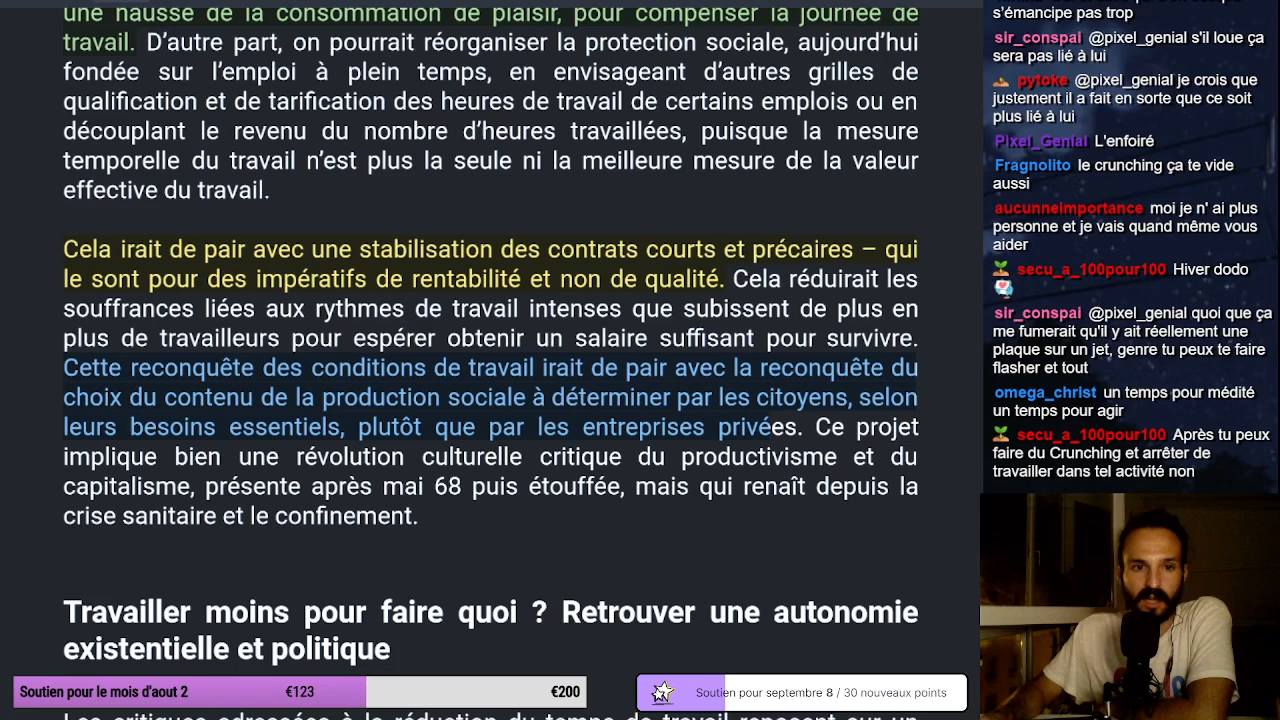 une hausse de la consommation de plaisir, pour compenser la journée de
travail. D’autre part, on pourrait réorganiser la protection sociale, aujourd’hui
fondée sur l’emploi à plein temps, en envisageant d’autres grilles de
qualification et de tarification des heures de travail de certains emplois ou en
découplant le revenu du nombre d’heures travaillées, puisque la mesure
temporelle du travail n’est plus la seule ni la meilleure mesure de la valeur
effective du travail.
Cela irait de pair avec une stabilisation des contrats courts et précaires – qui
le sont pour des impératifs de rentabilité et non de qualité. Cela réduirait les
souffrances liées aux rythmes de travail intenses que subissent de plus en
plus de travailleurs pour espérer obtenir un salaire suffisant pour survivre.
Cette reconquête des conditions de travail irait de pair avec la reconquête du
choix du contenu de la production sociale à déterminer par les citoyens, selon
leurs besoins essentiels, plutôt que par les entreprises privées. Ce projet
implique bien une révolution culturelle critique du productivisme et du
capitalisme, présente après mai 68 puis étouffée, mais qui renaît depuis la
crise sanitaire et le confinement.
Travailler moins pour faire quoi ? Retrouver une autonomie
existentielle et politique
Les critiques adressées à la réduction du temps de travail reposent sur un
Soutien pour le mois d'aout 2 €123 €200
Soutien pour septembre 8 / 30 nouveaux points
s'émancipe pas trop
sir_conspai @pixel_genial s'il loue ça
sera pas lié à lui
pytoke @pixel_genial je crois que
justement il a fait en sorte que ce soit
plus lié à lui
Pixel_Genial L'enfoiré
Fragnolito le crunching ça te vide
aussi
aucunneimportance moi je n' ai plus
personne et je vais quand même vous
aider
secu_a_100pour100 Hiver dodo
sir_conspai @pixel_genial quoi que ça
me fumerait qu'il y ait réellement une
plaque sur un jet, genre tu peux te faire
flasher et tout
omega_christ un temps pour médité
un temps pour agir
secu_a_100pour100 Après tu peux
faire du Crunching et arrêter de
travailler dans tel activité non